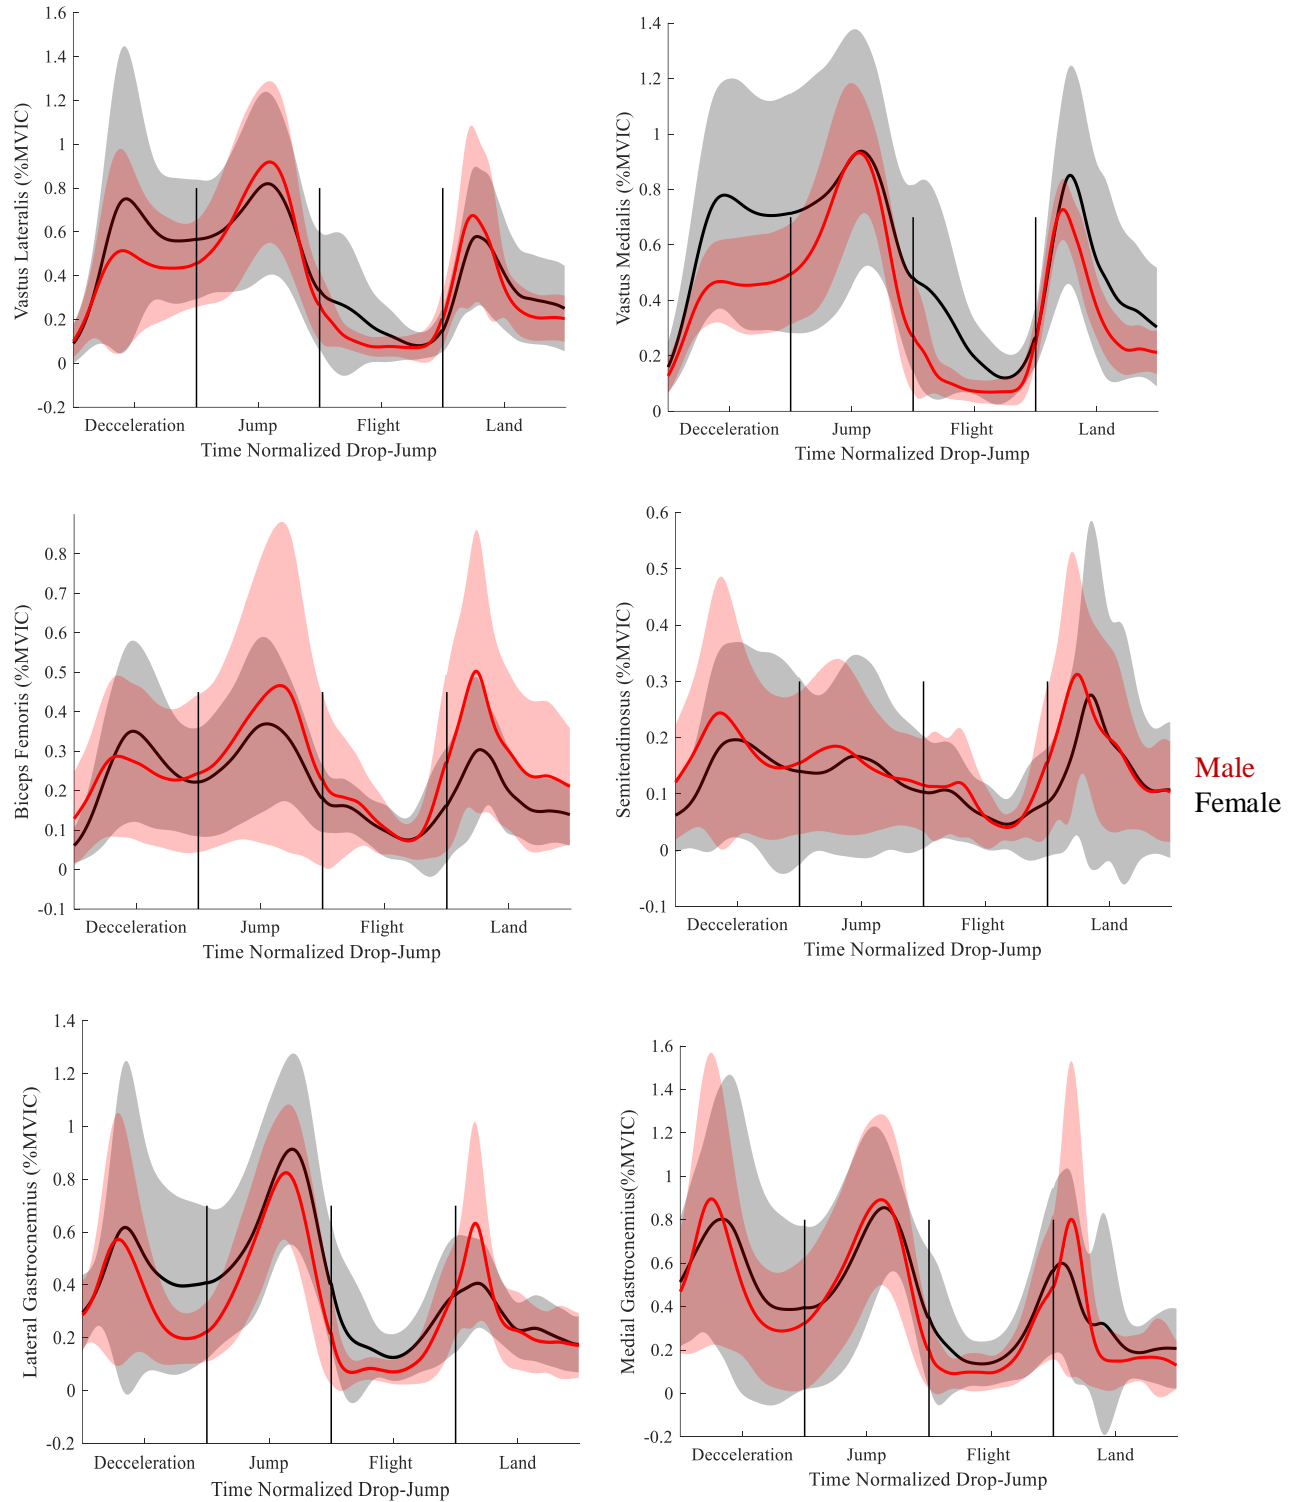 Vastus Lateralis (%MVIC)
1.6
1.4
1.2
1
0.8
0.6
0.4
0.2
0
-0.2
Decceleration Jump Flight Land
Time Normalized Drop-Jump
Vastus Medialis (%MVIC)
1.4
1.2
1
0.8
0.6
0.4
0.2
0
Decceleration Jump Flight Land
Time Normalized Drop-Jump
Biceps Femoris (%MVIC)
0.8
0.7
0.6
0.5
0.4
0.3
0.2
0.1
0
-0.1
Decceleration Jump Flight Land
Time Normalized Drop-Jump
Semitendinosus (%MVIC)
0.6
0.5
0.4
0.3
0.2
0.1
0
-0.1
Decceleration Jump Flight Land
Time Normalized Drop-Jump
Male
Female
Lateral Gastrocnemius (%MVIC)
1.4
1.2
1
0.8
0.6
0.4
0.2
0
-0.2
Decceleration Jump Flight Land
Time Normalized Drop-Jump
Medial Gastrocnemius(%MVIC)
1.6
1.4
1.2
1
0.8
0.6
0.4
0.2
0
-0.2
Decceleration Jump Flight Land
Time Normalized Drop-Jump